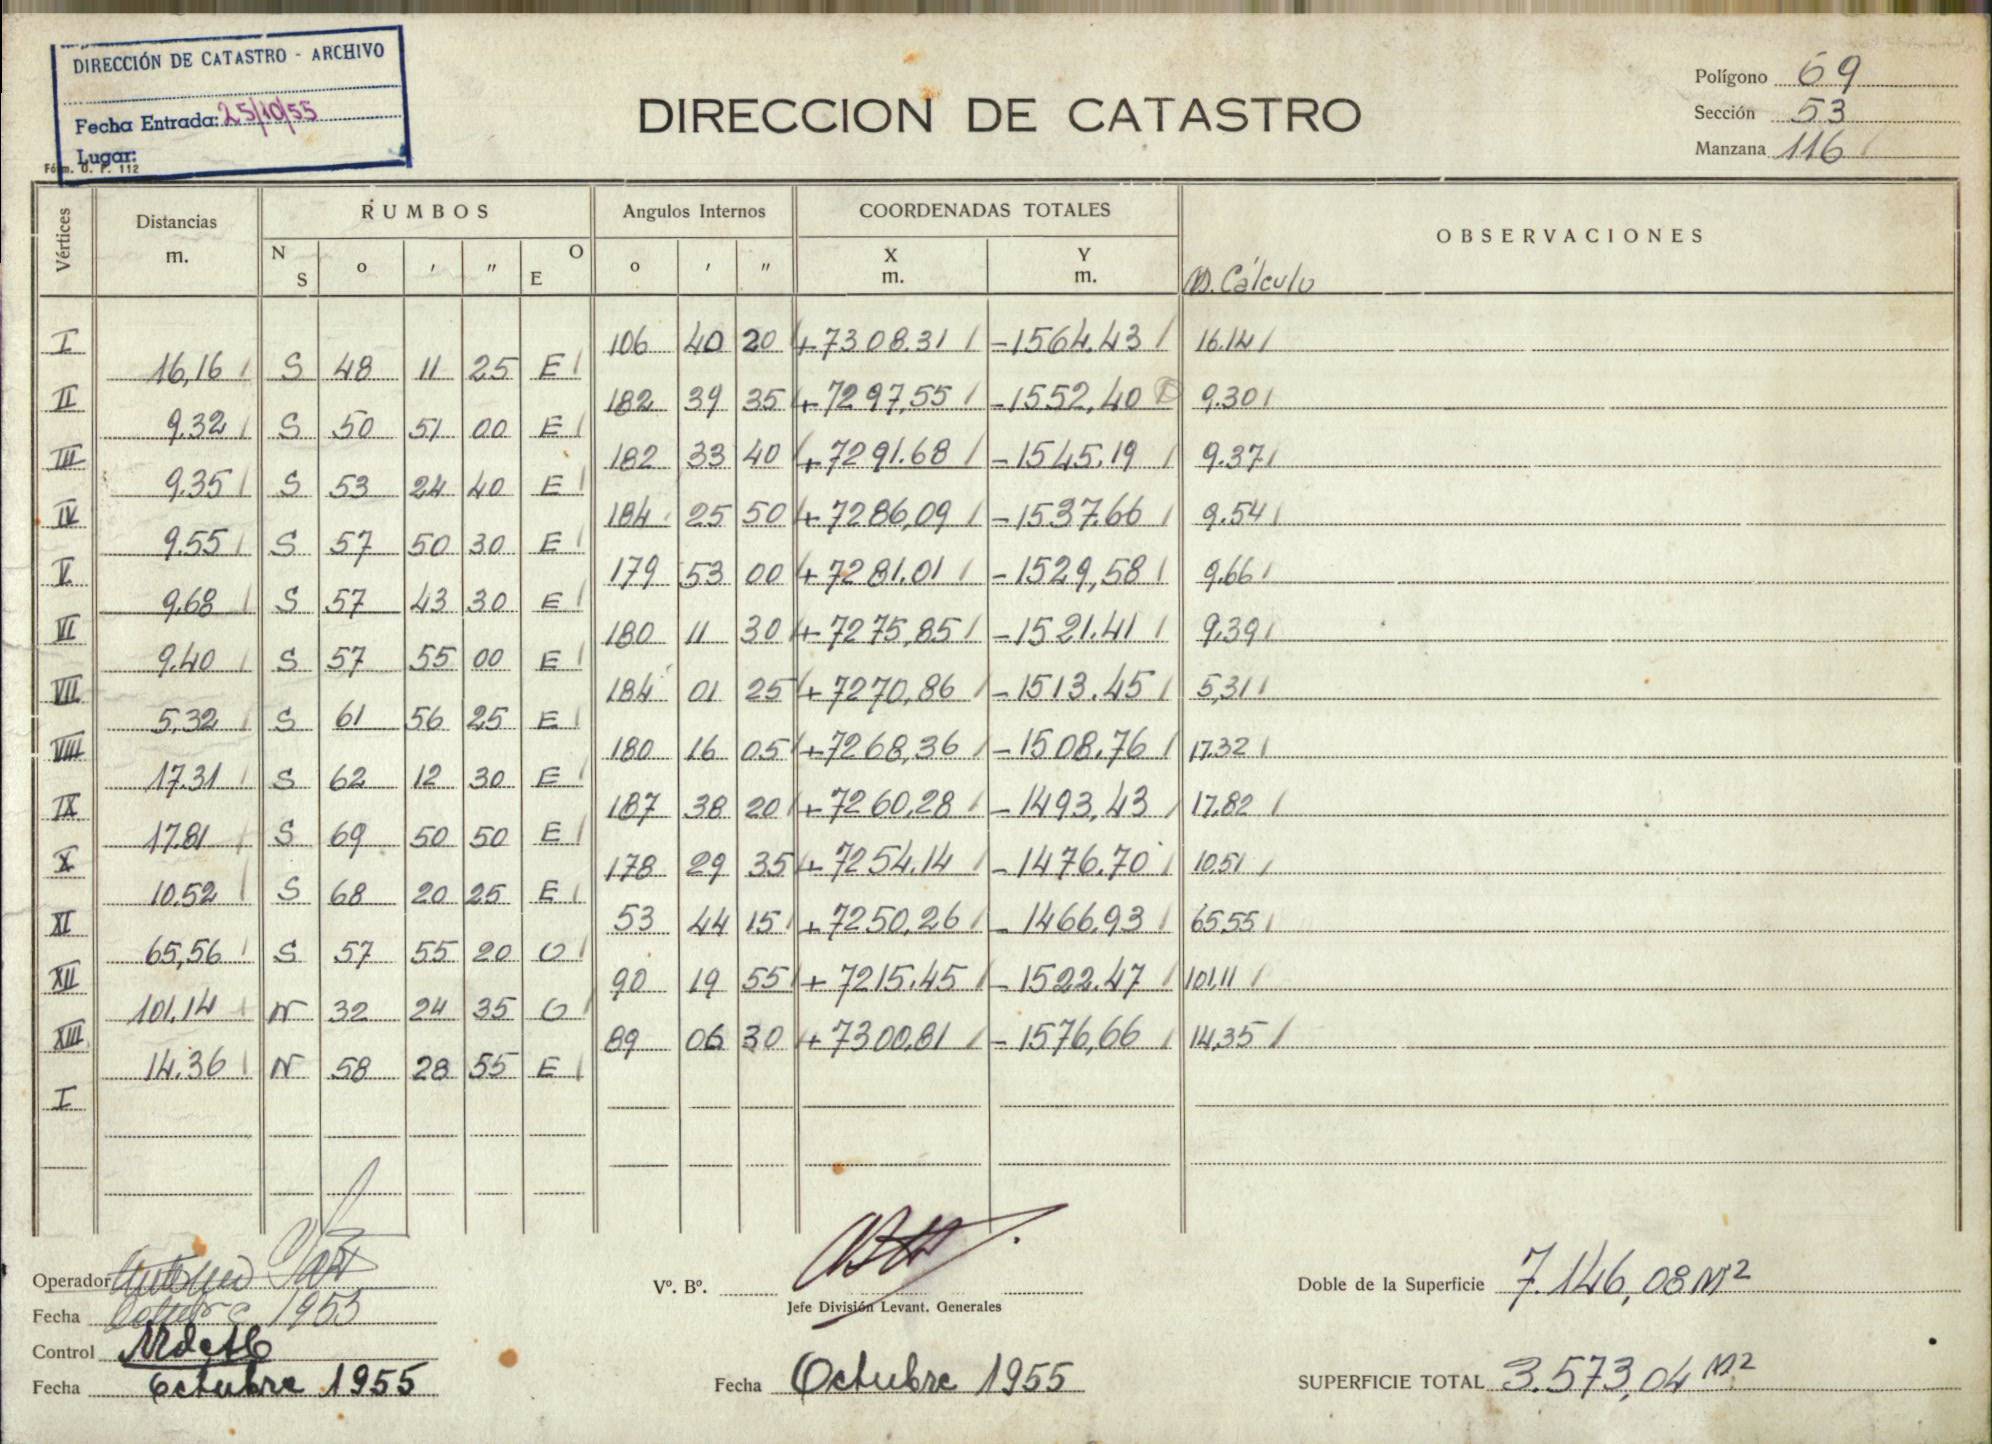 DIRECCIÓN DE CATASTRO - ARCHIVO
Fecha Entrada: 25/10/55
Lugar:
Fórm. O. P. 112
DIRECCION DE CATASTRO
Polígono 69
Sección 53
Manzana 116
Vértices Distancias m. RUMBOS Angulos Internos COORDENADAS TOTALES OBSERVACIONES
N S o ′ ″ O E o ′ ″ X m. Y m. M. Cálculo
I 106 40 20 +7308.31 -1564.43 16.14
16,16 S 48 11 25 E
II 182 39 35 +7297,55 -1552,40 9.30
9.32 S 50 51 00 E
III 182 33 40 +7291.68 -1545.19 9.37
9.35 S 53 24 40 E
IV 184 25 50 +7286,09 -1537.66 9.54
9.55 S 57 50 30 E
V 179 53 00 +7281.01 -1529,58 9.66
9.68 S 57 43 30 E
VI 180 11 30 +7275,85 -1521.41 9.39
9.40 S 57 55 00 E
VII 184 01 25 +7270,86 -1513.45 5,31
5,32 S 61 56 25 E
VIII 180 16 05 +7268,36 -1508.76 17.32
17.31 S 62 12 30 E
IX 187 38 20 +7260,28 -1493,43 17,82
17.81 S 69 50 50 E
X 178 29 35 +7254.14 -1476.70 10.51
10.52 S 68 20 25 E
XI 53 44 15 +7250,26 -1466,93 65,55
65,56 S 57 55 20 O
XII 90 19 55 +7215.45 -1522.47 101.11
101.14 N 32 24 35 O
XIII 89 06 30 +7300,81 -1576,66 14,35
14.36 N 58 28 55 E
I
Operador
Fecha Octubre 1955
Control
Fecha Octubre 1955
Vº. Bº.
Jefe División Levant. Generales
Fecha Octubre 1955
Doble de la Superficie 7.146,08 M2
SUPERFICIE TOTAL 3.573,04 M2